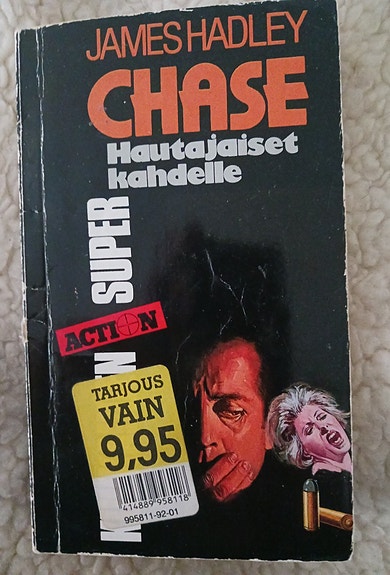 JAMES HADLEY
CHASE
Hautajaiset
kahdelle
SUPER
ACTION
TARJOUS
VAIN
9,95
414889 958118
995811-92-01